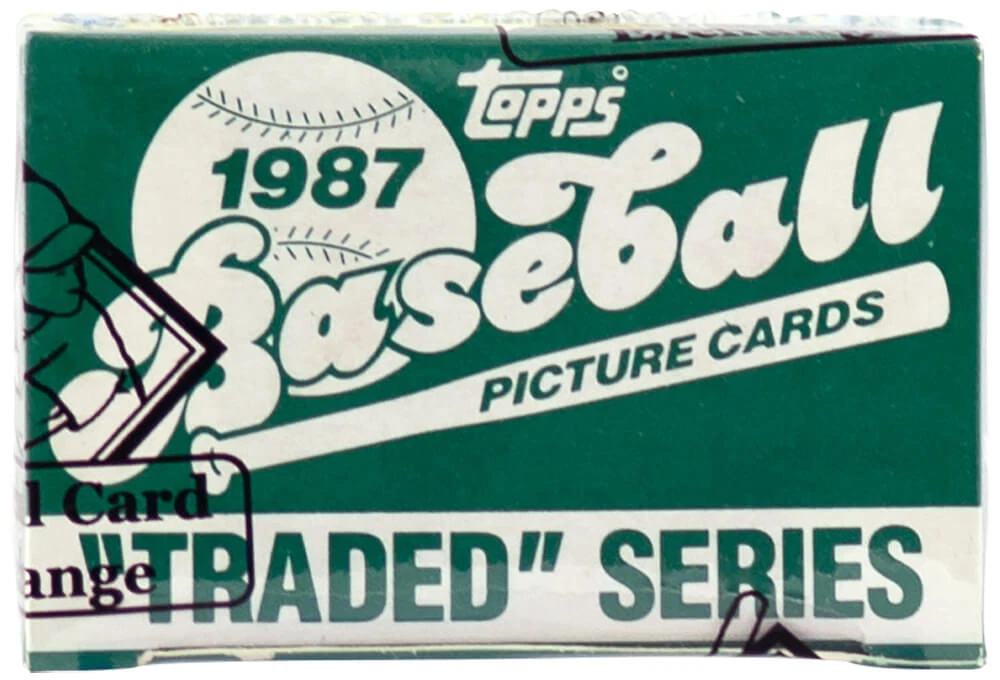 Topps
1987
Baseball
PICTURE CARDS
l Card
ange
"TRADED" SERIES